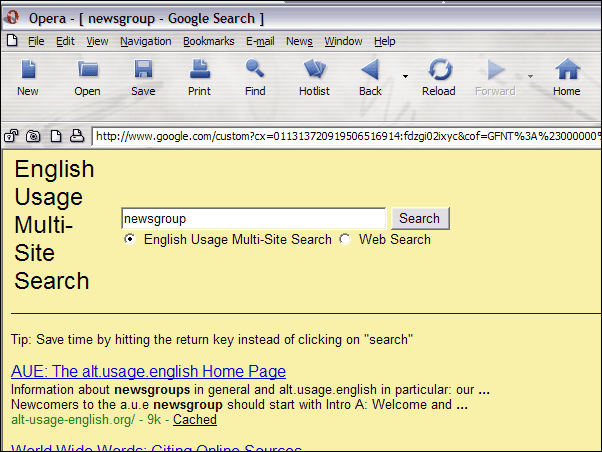 Opera - [ newsgroup - Google Search ]
File Edit View Navigation Bookmarks E-mail News Window Help
New Open Save Print Find Hotlist Back Reload Forward Home
http://www.google.com/custom?cx=011313720919506516914:fdzgi02ixyc&cof=GFNT%3A%23000000%
English
Usage
Multi-
Site
Search
newsgroup Search
English Usage Multi-Site Search Web Search
Tip: Save time by hitting the return key instead of clicking on "search"
AUE: The alt.usage.english Home Page
Information about newsgroups in general and alt.usage.english in particular: our ...
Newcomers to the a.u.e newsgroup should start with Intro A: Welcome and ...
alt-usage-english.org/ - 9k - Cached
World Wide Words: Citing Online Sources